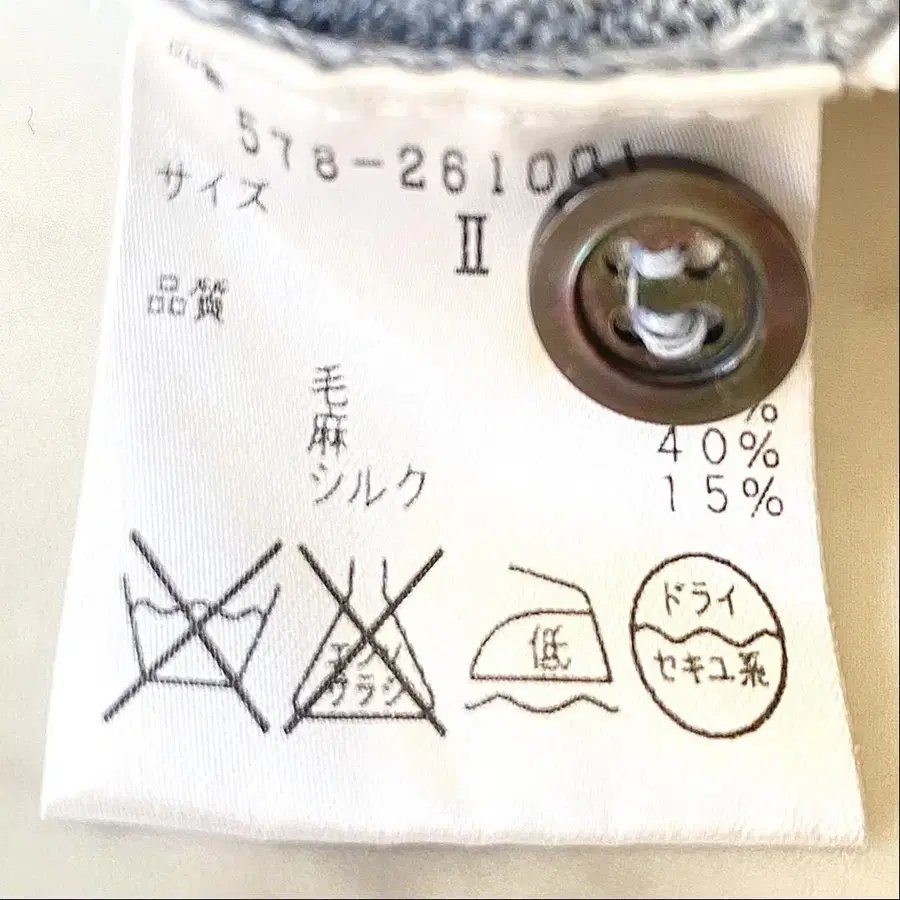 578-261001
サイズ
II
品質
毛 %
麻 40%
シルク 15%
エンソ
サラシ
低
ドライ
セキユ系